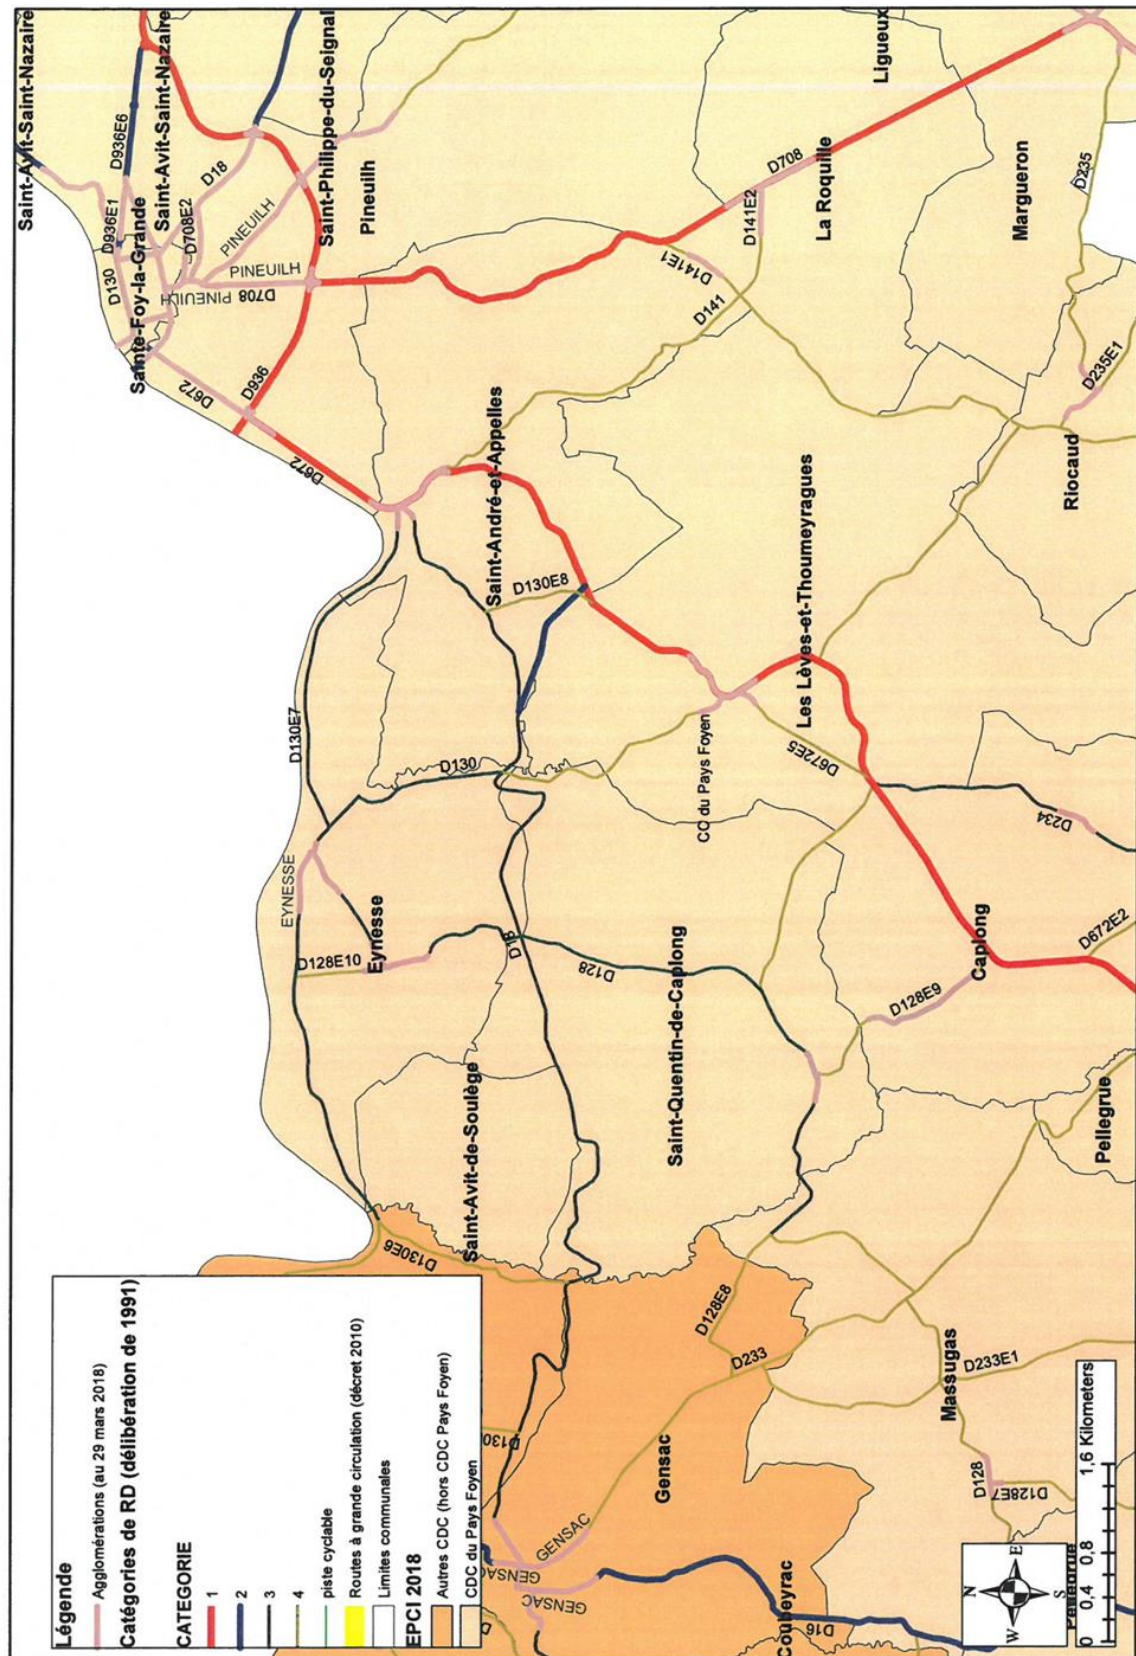 Saint-Avit-Saint-Nazaire
D936E6
Saint-Avit-Saint-Nazaire
D18
D936E1
D130
Sainte-Foy-la-Grande
D708E2
PINEUILH
PINEUILH
PINEUILH
D708
Saint-Philippe-du-Seignal
Pineuilh
D672
D936
D672
Ligueux
D708
La Roquille
D141E2
D141E1
D141
Margueron
D235
D235E1
Riocaud
Saint-André-et-Appelles
D130E8
D130E7
D130
Les Lèves-et-Thoumeyragues
D672E5
CC du Pays Foyen
D234
EYNESSE
Eynesse
D128E10
D18
D128
Saint-Quentin-de-Caplong
Caplong
D672E2
D128E9
Saint-Avit-de-Soulège
Pellegrue
D130E6
D128E8
D233
Massugas
D233E1
Gensac
D128
D128E7
GENSAC
GENSAC
GENSAC
Coubeyrac
D16
Pellegrue
Légende
Agglomérations (au 29 mars 2018)
Catégories de RD (délibération de 1991)
CATEGORIE
1
2
3
4
piste cyclable
Routes à grande circulation (décret 2010)
Limites communales
EPCI 2018
Autres CDC (hors CDC Pays Foyen)
CDC du Pays Foyen
N
W
E
S
0 0,4 0,8 1,6 Kilometers